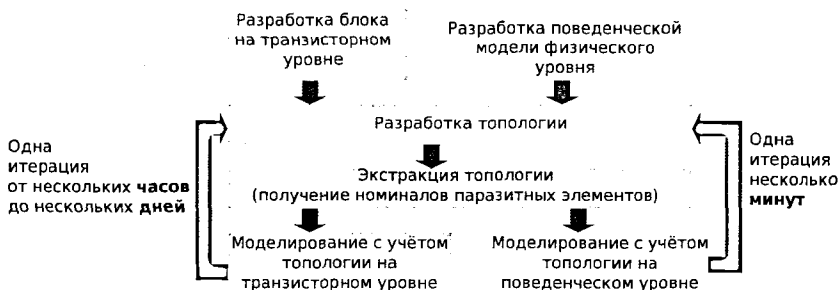 Разработка блока
на транзисторном
уровне
Разработка поведенческой
модели физического
уровня
Разработка топологии
Одна
итерация
от нескольких часов
до нескольких дней
Экстракция топологии
(получение номиналов паразитных элементов)
Одна
итерация
несколько
минут
Моделирование с учётом
топологии на
транзисторном уровне
Моделирование с учётом
топологии на
поведенческом уровне